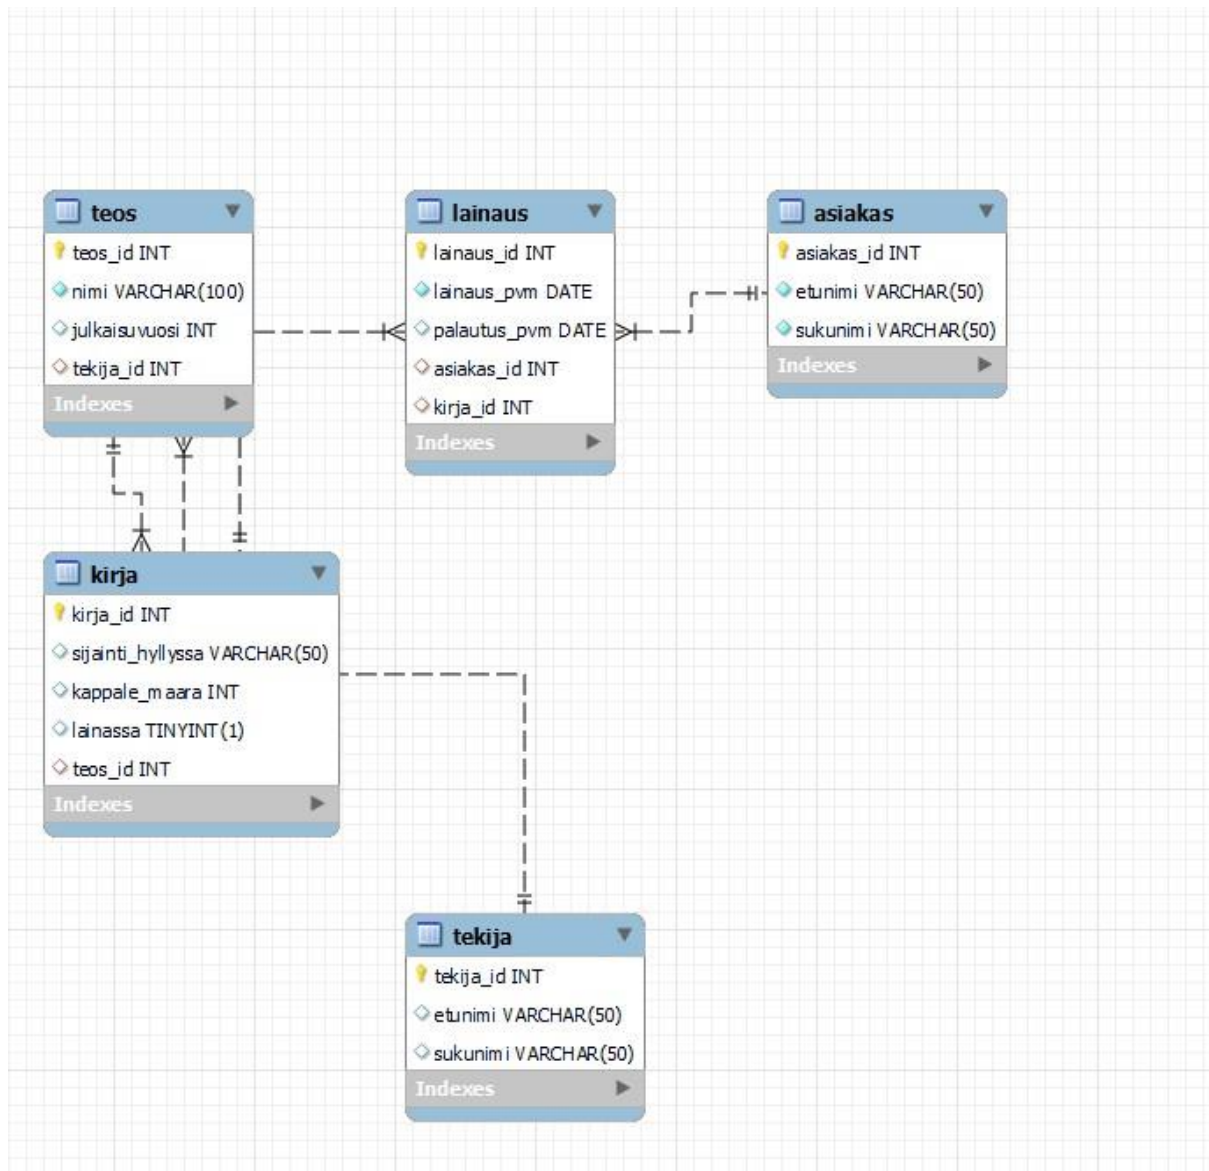 teos
teos_id INT
nimi VARCHAR(100)
julkaisuvuosi INT
tekija_id INT
Indexes
lainaus
lainaus_id INT
lainaus_pvm DATE
palautus_pvm DATE
asiakas_id INT
kirja_id INT
Indexes
asiakas
asiakas_id INT
etunimi VARCHAR(50)
sukunimi VARCHAR(50)
Indexes
kirja
kirja_id INT
sijainti_hyllyssa VARCHAR(50)
kappale_maara INT
lainassa TINYINT(1)
teos_id INT
Indexes
tekija
tekija_id INT
etunimi VARCHAR(50)
sukunimi VARCHAR(50)
Indexes